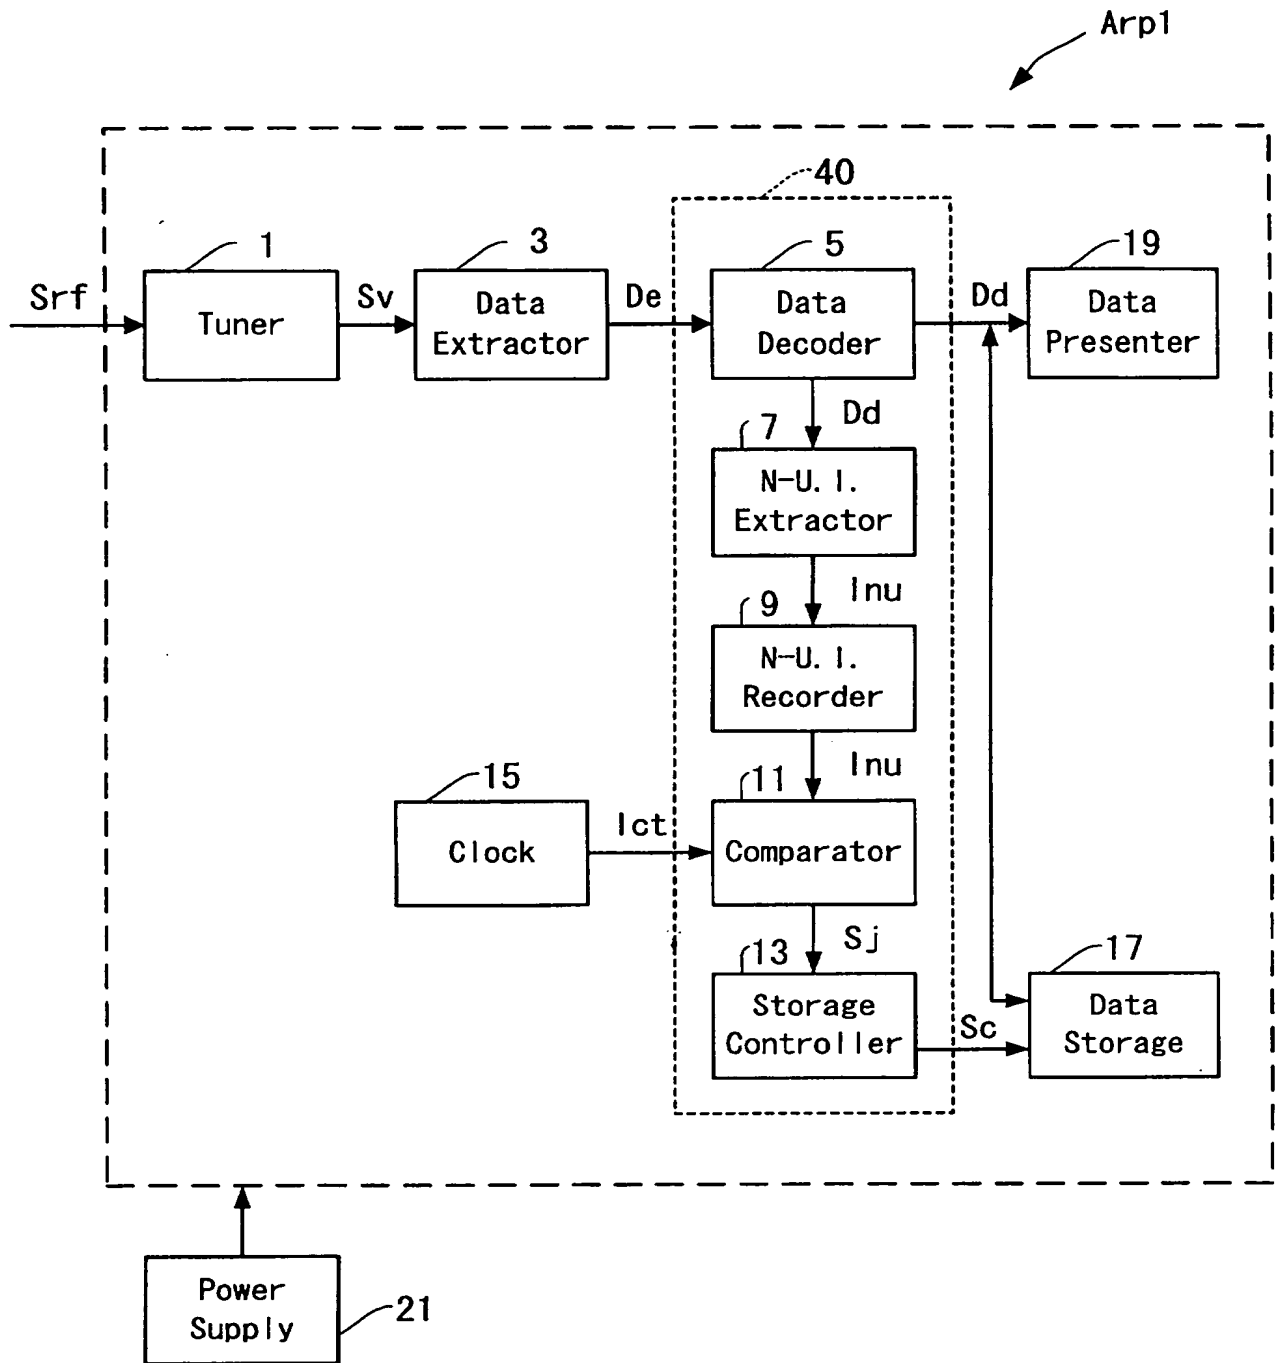 Arp1
40
1
3
5
19
Srf
Tuner
Sv
Data
Extractor
De
Data
Decoder
Dd
Data
Presenter
Dd
7
N-U.I.
Extractor
Inu
9
N-U.I.
Recorder
Inu
15
Clock
Ict
11
Comparator
Sj
13
Storage
Controller
Sc
17
Data
Storage
Power
Supply
21